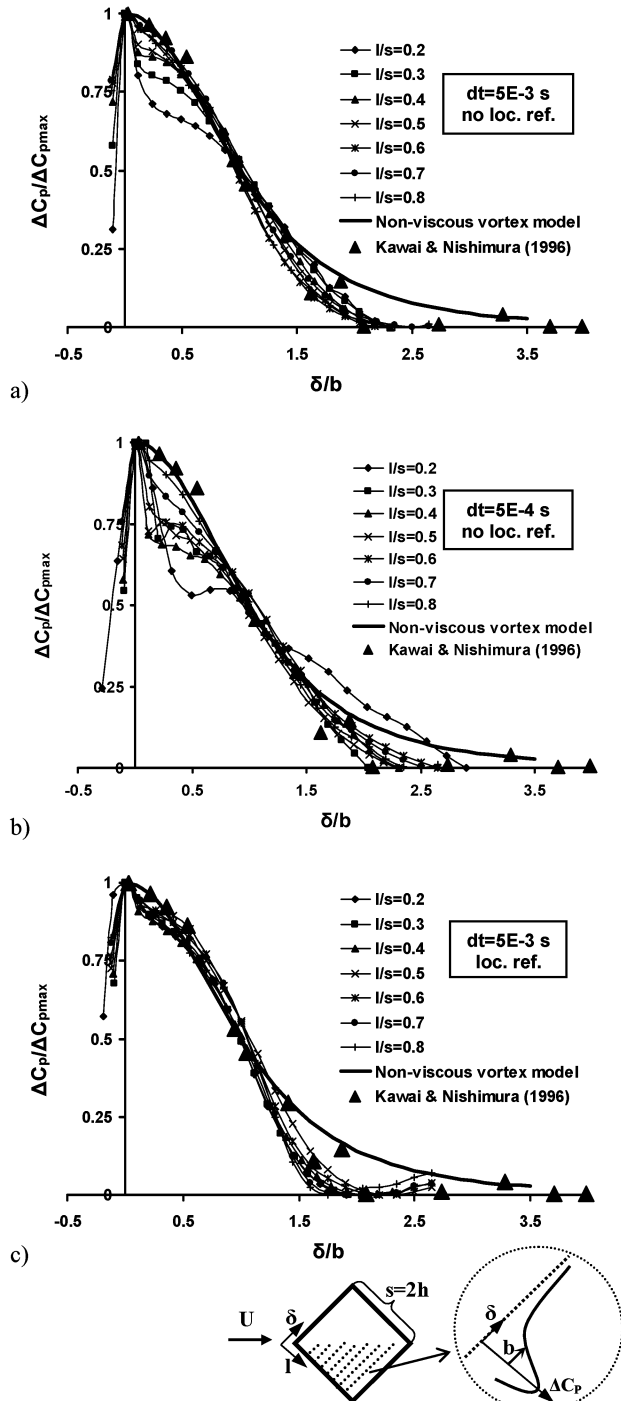 1
l/s=0.2
l/s=0.3
l/s=0.4
l/s=0.5
l/s=0.6
l/s=0.7
l/s=0.8
Non-viscous vortex model
Kawai & Nishimura (1996)
dt=5E-3 s
no loc. ref.
0.75
0.5
0.25
0
ΔCp/ΔCpmax
-0.5 0.5 1.5 2.5 3.5
δ/b
a)
1
l/s=0.2
l/s=0.3
l/s=0.4
l/s=0.5
l/s=0.6
l/s=0.7
l/s=0.8
Non-viscous vortex model
Kawai & Nishimura (1996)
dt=5E-4 s
no loc. ref.
0.75
0.5
0.25
0
ΔCp/ΔCpmax
-0.5 0.5 1.5 2.5 3.5
δ/b
b)
1
l/s=0.2
l/s=0.3
l/s=0.4
l/s=0.5
l/s=0.6
l/s=0.7
l/s=0.8
Non-viscous vortex model
Kawai & Nishimura (1996)
dt=5E-3 s
loc. ref.
0.75
0.5
0.25
0
ΔCp/ΔCpmax
-0.5 0.5 1.5 2.5 3.5
δ/b
c)
U
δ
l
s=2h
δ
b
ΔCP